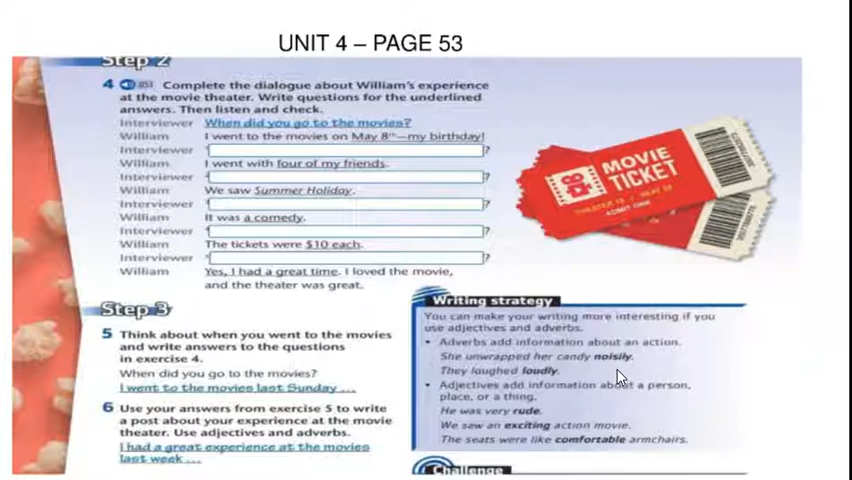 UNIT 4 – PAGE 53
Step 2
4 051 Complete the dialogue about William's experience
at the movie theater. Write questions for the underlined
answers. Then listen and check.
Interviewer When did you go to the movies?
William I went to the movies on May 8th—my birthday!
Interviewer 1 ?
William I went with four of my friends.
Interviewer 2 ?
William We saw Summer Holiday.
Interviewer 3 ?
William It was a comedy.
Interviewer 4 ?
William The tickets were $10 each.
Interviewer 5 ?
William Yes, I had a great time. I loved the movie,
and the theater was great.
MOVIE
TICKET
ADMIT ONE
Step 3
5 Think about when you went to the movies
and write answers to the questions
in exercise 4.
When did you go to the movies?
I went to the movies last Sunday ...
6 Use your answers from exercise 5 to write
a post about your experience at the movie
theater. Use adjectives and adverbs.
I had a great experience at the movies
last week ...
Writing strategy
You can make your writing more interesting if you
use adjectives and adverbs.
• Adverbs add information about an action.
She unwrapped her candy noisily.
They laughed loudly.
• Adjectives add information about a person,
place, or a thing.
He was very rude.
We saw an exciting action movie.
The seats were like comfortable armchairs.
Challenge